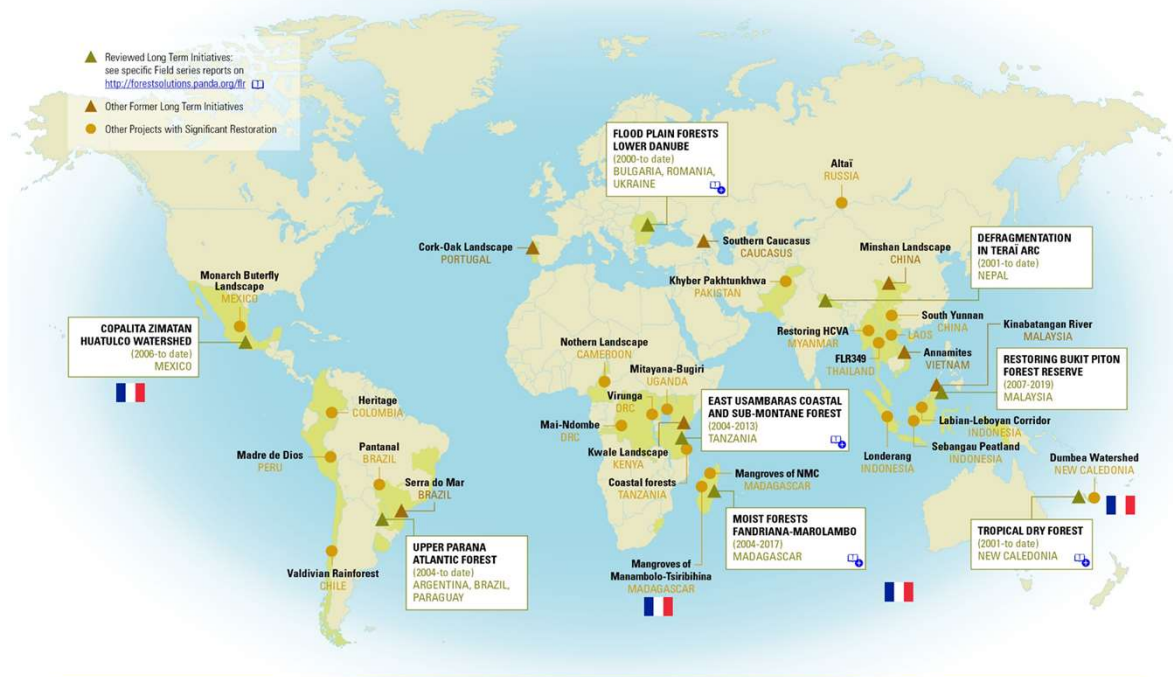 Reviewed Long Term Initiatives:
see specific Field series reports on
http://forestsolutions.panda.org/flr
Other Former Long Term Initiatives
Other Projects with Significant Restoration
FLOOD PLAIN FORESTS
LOWER DANUBE
(2000-to date)
BULGARIA, ROMANIA,
UKRAINE
Altaï
RUSSIA
Cork-Oak Landscape
PORTUGAL
Southern Caucasus
CAUCASUS
Minshan Landscape
CHINA
DEFRAGMENTATION
IN TERAÏ ARC
(2001-to date)
NEPAL
Monarch Buterfly
Landscape
MEXICO
Khyber Pakhtunkhwa
PAKISTAN
COPALITA ZIMATAN
HUATULCO WATERSHED
(2006-to date)
MEXICO
South Yunnan
CHINA
Restoring HCVA
MYANMAR
LAOS
Kinabatangan River
MALAYSIA
FLR349
THAILAND
Annamites
VIETNAM
Nothern Landscape
CAMEROON
Mitayana-Bugiri
UGANDA
RESTORING BUKIT PITON
FOREST RESERVE
(2007-2019)
MALAYSIA
Heritage
COLOMBIA
Virunga
DRC
EAST USAMBARAS COASTAL
AND SUB-MONTANE FOREST
(2004-2013)
TANZANIA
Mai-Ndombe
DRC
Labian-Leboyan Corridor
INDONESIA
Madre de Dios
PERU
Pantanal
BRAZIL
Kwale Landscape
KENYA
Londerang
INDONESIA
Sebangau Peatland
INDONESIA
Dumbea Watershed
NEW CALEDONIA
Serra do Mar
BRAZIL
Coastal forests
TANZANIA
Mangroves of NMC
MADAGASCAR
UPPER PARANA
ATLANTIC FOREST
(2004-to date)
ARGENTINA, BRAZIL,
PARAGUAY
MOIST FORESTS
FANDRIANA-MAROLAMBO
(2004-2017)
MADAGASCAR
TROPICAL DRY FOREST
(2001-to date)
NEW CALEDONIA
Valdivian Rainforest
CHILE
Mangroves of
Manambolo-Tsiribihina
MADAGASCAR